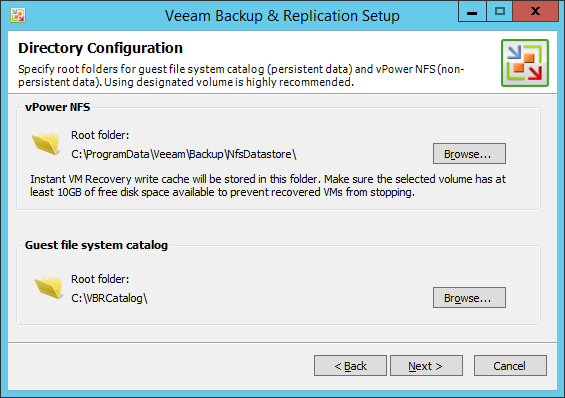 Veeam Backup & Replication Setup
Directory Configuration
Specify root folders for guest file system catalog (persistent data) and vPower NFS (non-
persistent data). Using designated volume is highly recommended.
vPower NFS
Root folder:
C:\ProgramData\Veeam\Backup\NfsDatastore\
Browse...
Instant VM Recovery write cache will be stored in this folder. Make sure the selected volume has at
least 10GB of free disk space available to prevent recovered VMs from stopping.
Guest file system catalog
Root folder:
C:\VBRCatalog\
Browse...
< Back Next > Cancel